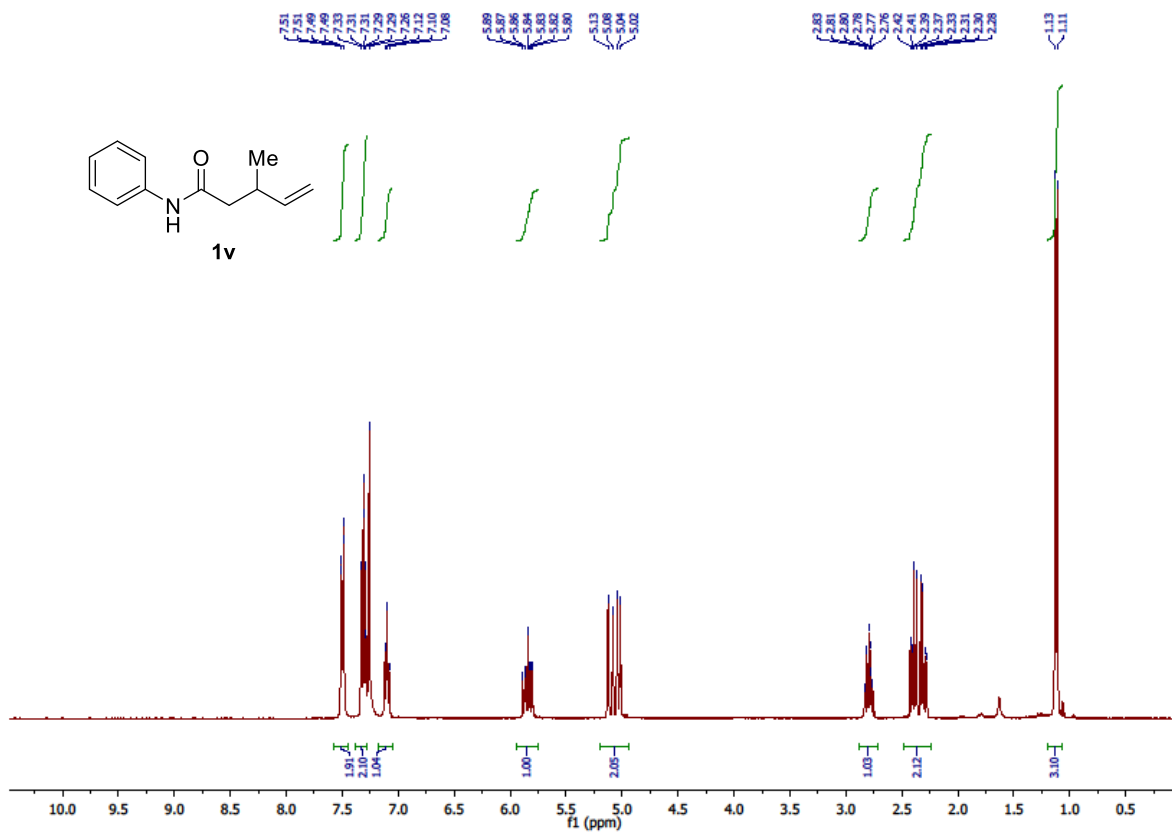 7.51 7.51 7.49 7.49 7.33 7.31 7.31 7.29 7.29 7.26 7.12 7.10 7.08 5.89 5.87 5.86 5.84 5.83 5.82 5.80 5.13 5.08 5.04 5.02 2.83 2.81 2.80 2.78 2.77 2.76 2.42 2.41 2.39 2.37 2.33 2.31 2.30 2.28 1.13 1.11
O
Me
N
H
1v
1.91 2.10 1.04 1.00 2.05 1.03 2.12 3.10
10.0 9.5 9.0 8.5 8.0 7.5 7.0 6.5 6.0 5.5 5.0 4.5 4.0 3.5 3.0 2.5 2.0 1.5 1.0 0.5
f1 (ppm)